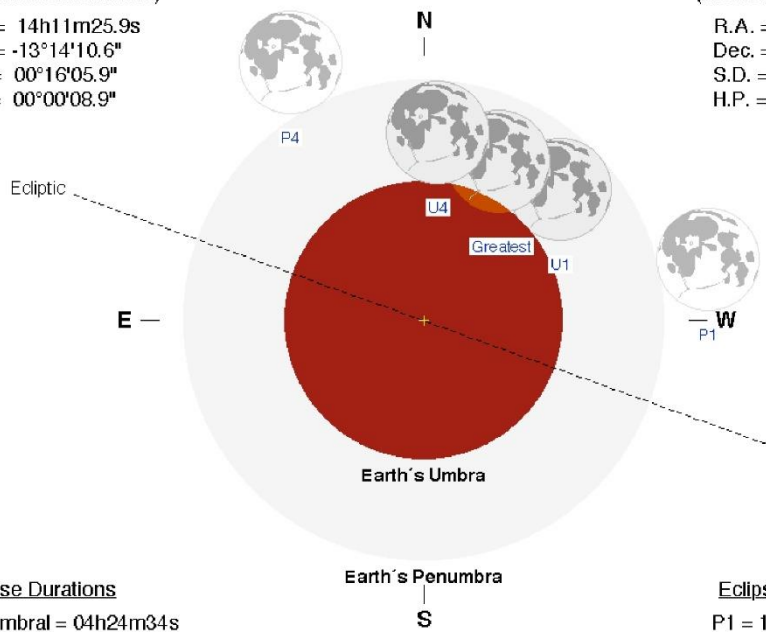 = 14h11m25.9s
= -13°14'10.6"
= 00°16'05.9"
= 00°00'08.9"
N
R.A. =
Dec. =
S.D. =
H.P. =
P4
Ecliptic
U4
Greatest
U1
E
W
P1
Earth´s Umbra
Earth´s Penumbra
S
se Durations
mbral = 04h24m34s
Eclips
P1 = 1